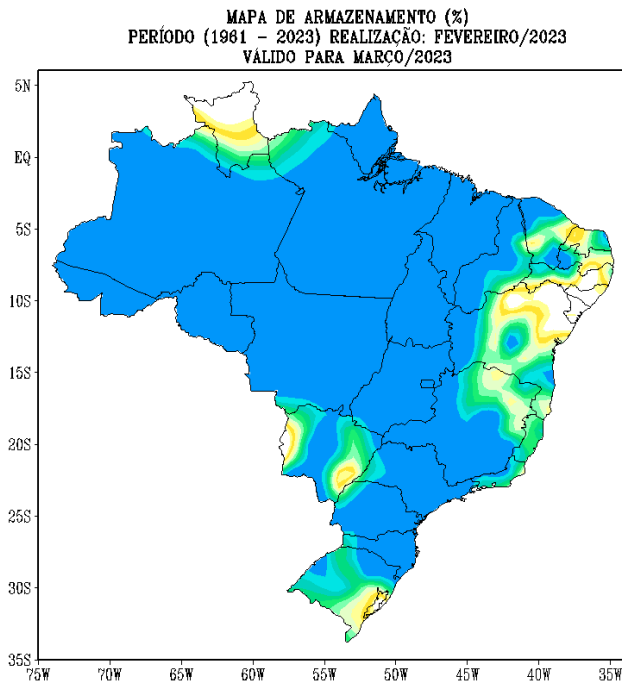 MAPA DE ARMAZENAMENTO (%)
PERÍODO (1961 - 2023) REALIZAÇÃO: FEVEREIRO/2023
VÁLIDO PARA MARÇO/2023
5N
EQ
5S
10S
15S
20S
25S
30S
35S
75W 70W 65W 60W 55W 50W 45W 40W 35W